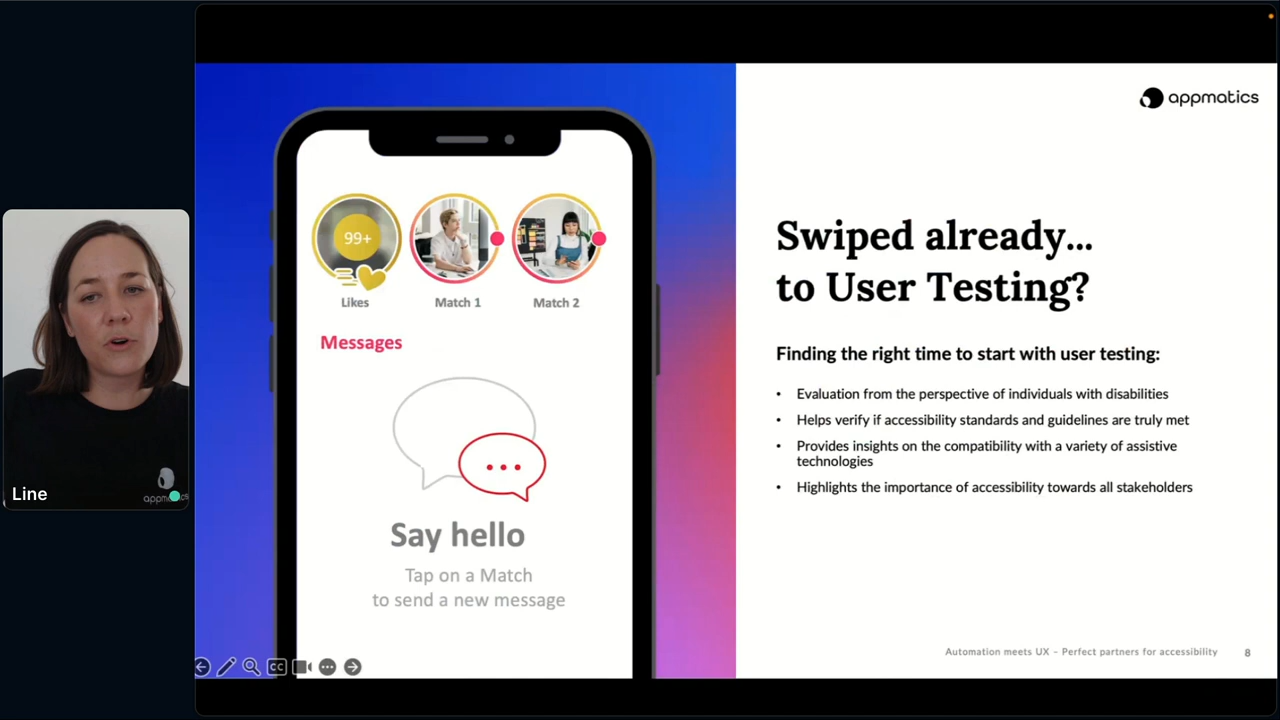 appmatics
99+
Likes
Match 1
Match 2
Messages
Say hello
Tap on a Match
to send a new message
Swiped already...
to User Testing?
Finding the right time to start with user testing:
• Evaluation from the perspective of individuals with disabilities
• Helps verify if accessibility standards and guidelines are truly met
• Provides insights on the compatibility with a variety of assistive
technologies
• Highlights the importance of accessibility towards all stakeholders
Automation meets UX – Perfect partners for accessibility
8
Line
CC